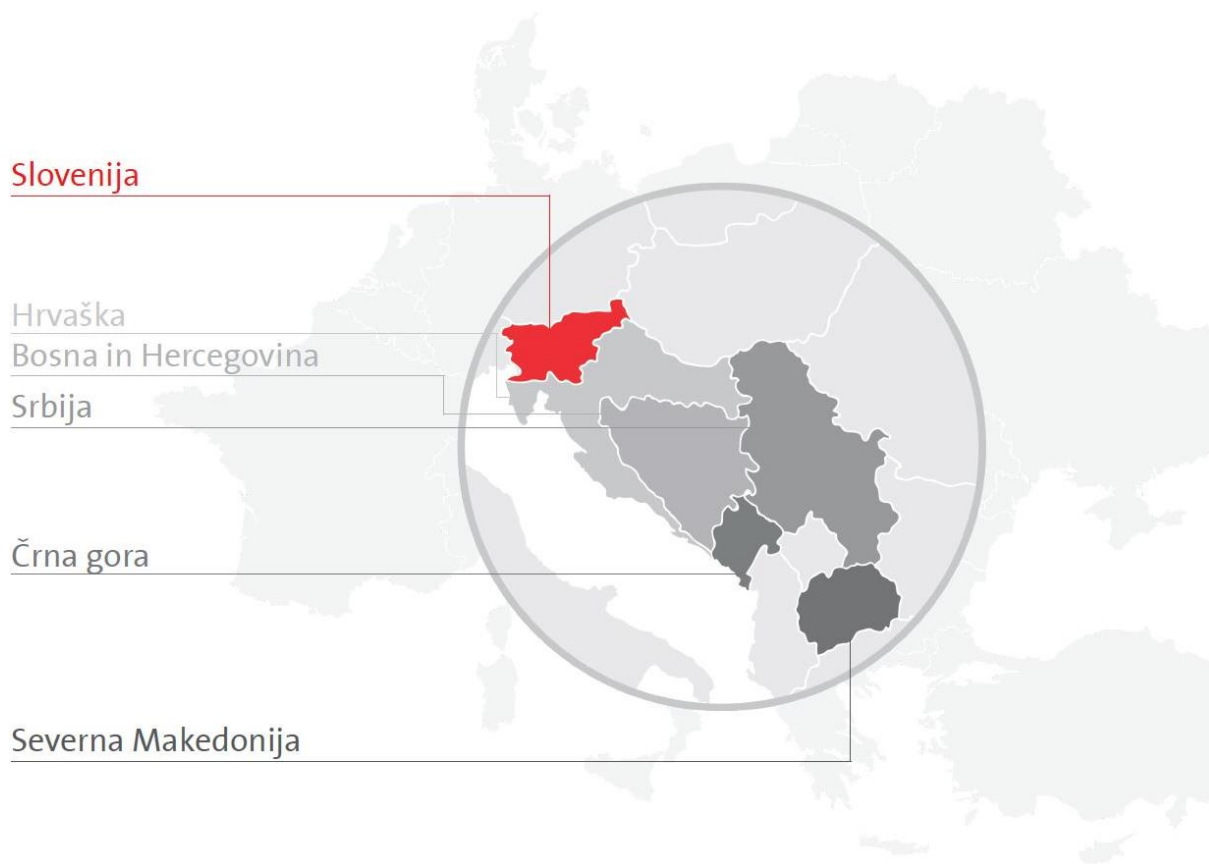 Slovenija
Hrvaška
Bosna in Hercegovina
Srbija
Črna gora
Severna Makedonija